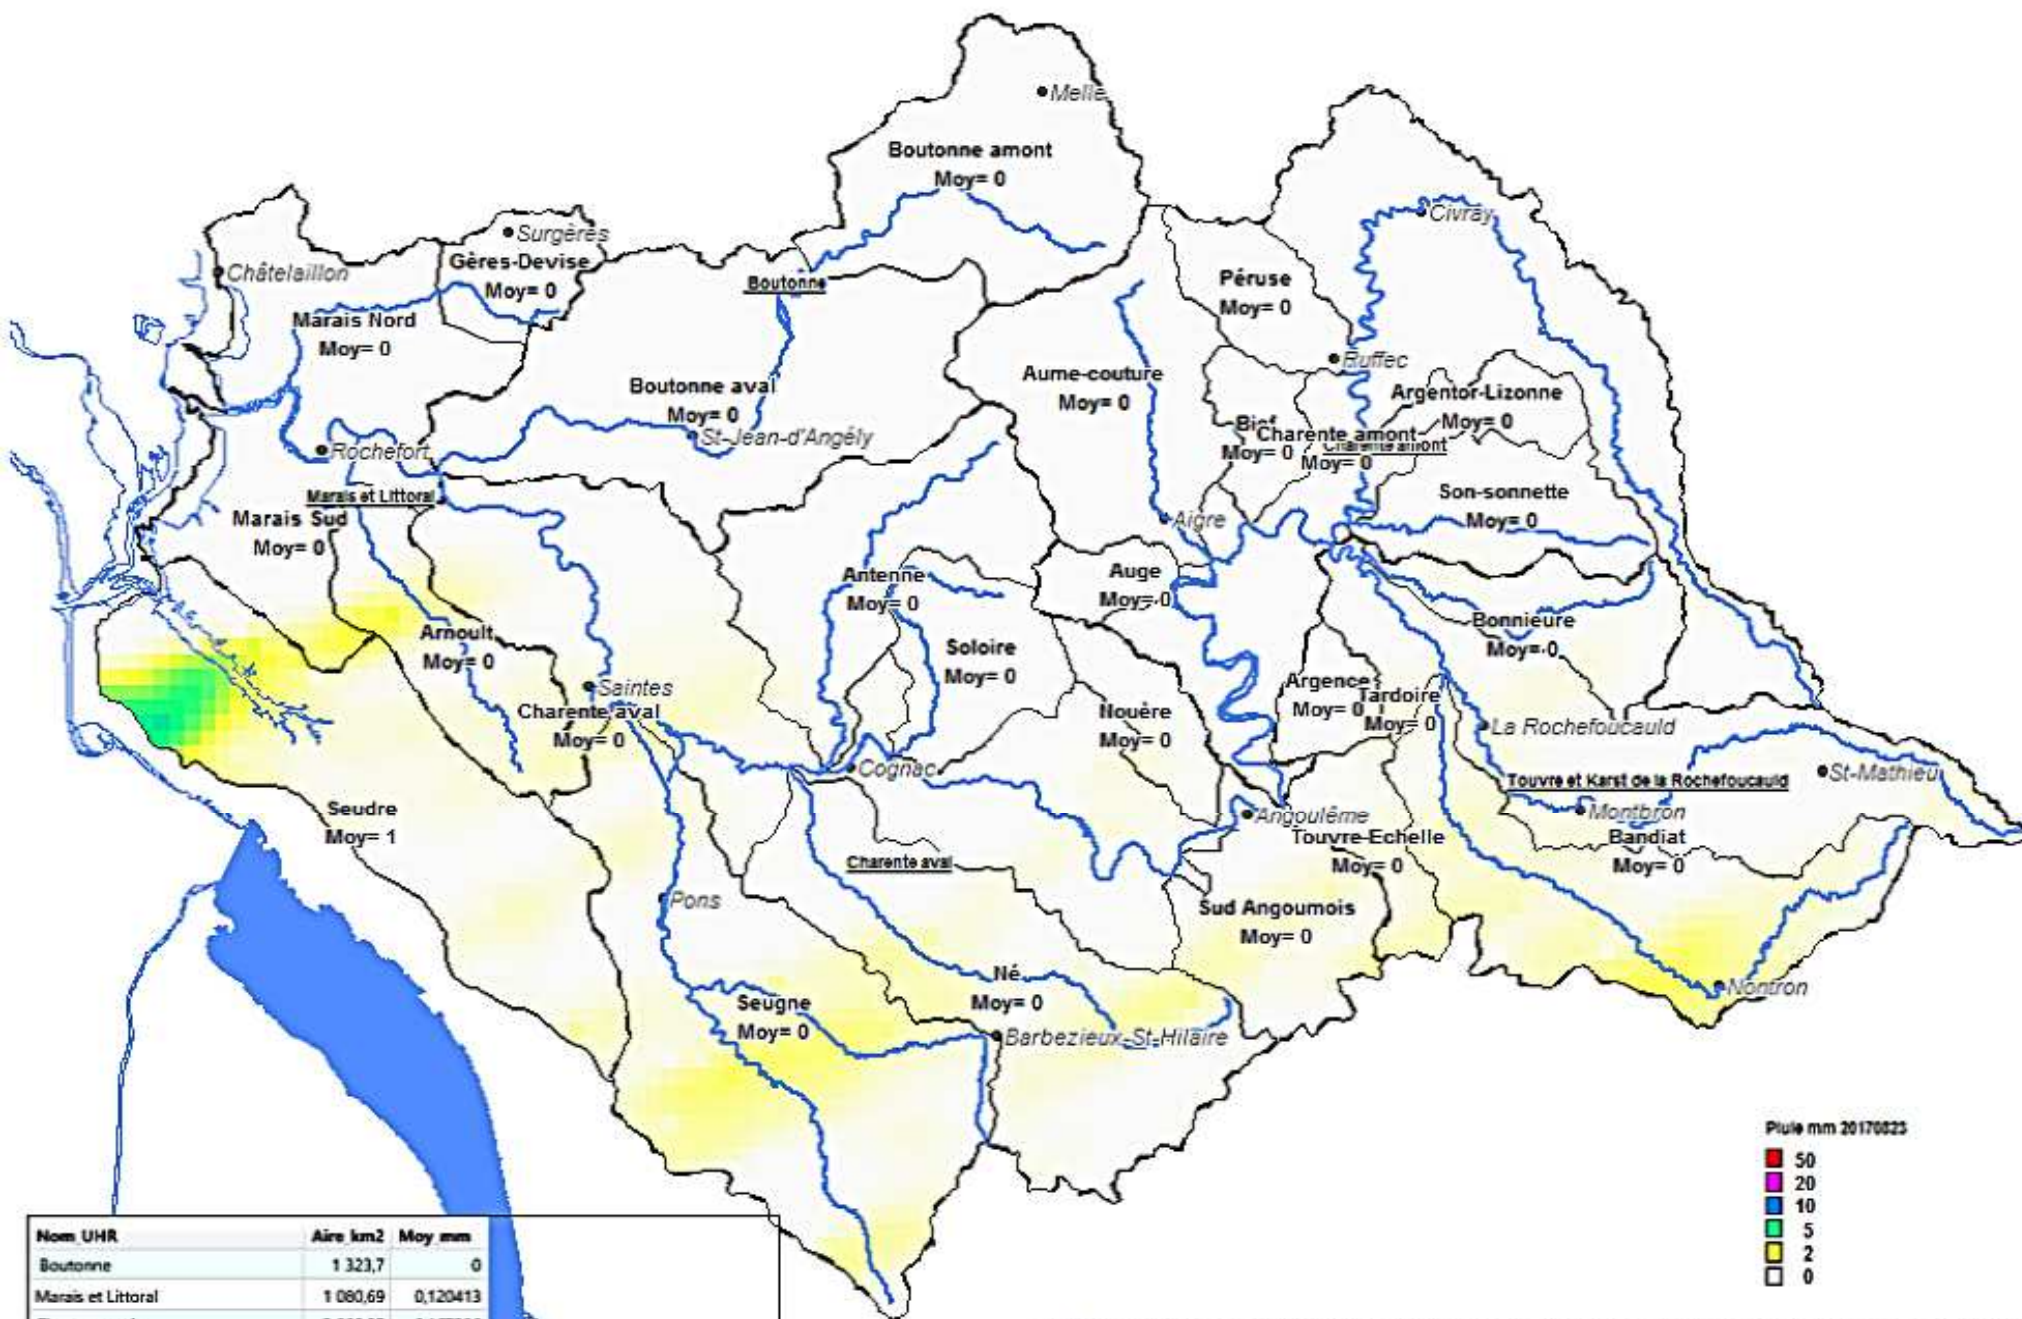 Melle
Boutonne amont
Moy= 0
Civray
Surgères
Châtelaillon
Gères-Devise
Moy= 0
Boutonne
Péruse
Moy= 0
Marais Nord
Moy= 0
Ruffec
Aume-couture
Moy= 0
Boutonne aval
Moy= 0
Argentor-Lizonne
Moy= 0
St-Jean-d'Angély
Bief
Moy= 0
Charente amont
Charente amont
Moy= 0
Rochefort
Marais et Littoral
Son-sonnette
Moy= 0
Marais Sud
Moy= 0
Aigre
Antenne
Moy= 0
Auge
Moy= 0
Bonnieure
Moy= 0
Arnoult
Moy= 0
Soloire
Moy= 0
Saintes
Argence
Moy= 0
Tardoire
Moy= 0
Charente aval
Moy= 0
Nouère
Moy= 0
La Rochefoucauld
Cognac
Touvre et Karst de la Rochefoucauld
St-Mathieu
Seudre
Moy= 1
Angoulême
Montbron
Touvre-Echelle
Moy= 0
Bandiat
Moy= 0
Charente aval
Pons
Sud Angoumois
Moy= 0
Né
Moy= 0
Seugne
Moy= 0
Nontron
Barbezieux-St-Hilaire
Pluie mm 20170823
50
20
10
5
2
0
Nom_UHR Aire_km2 Moy_mm
Boutonne 1 323,7 0
Marais et Littoral 1 080,69 0,120413